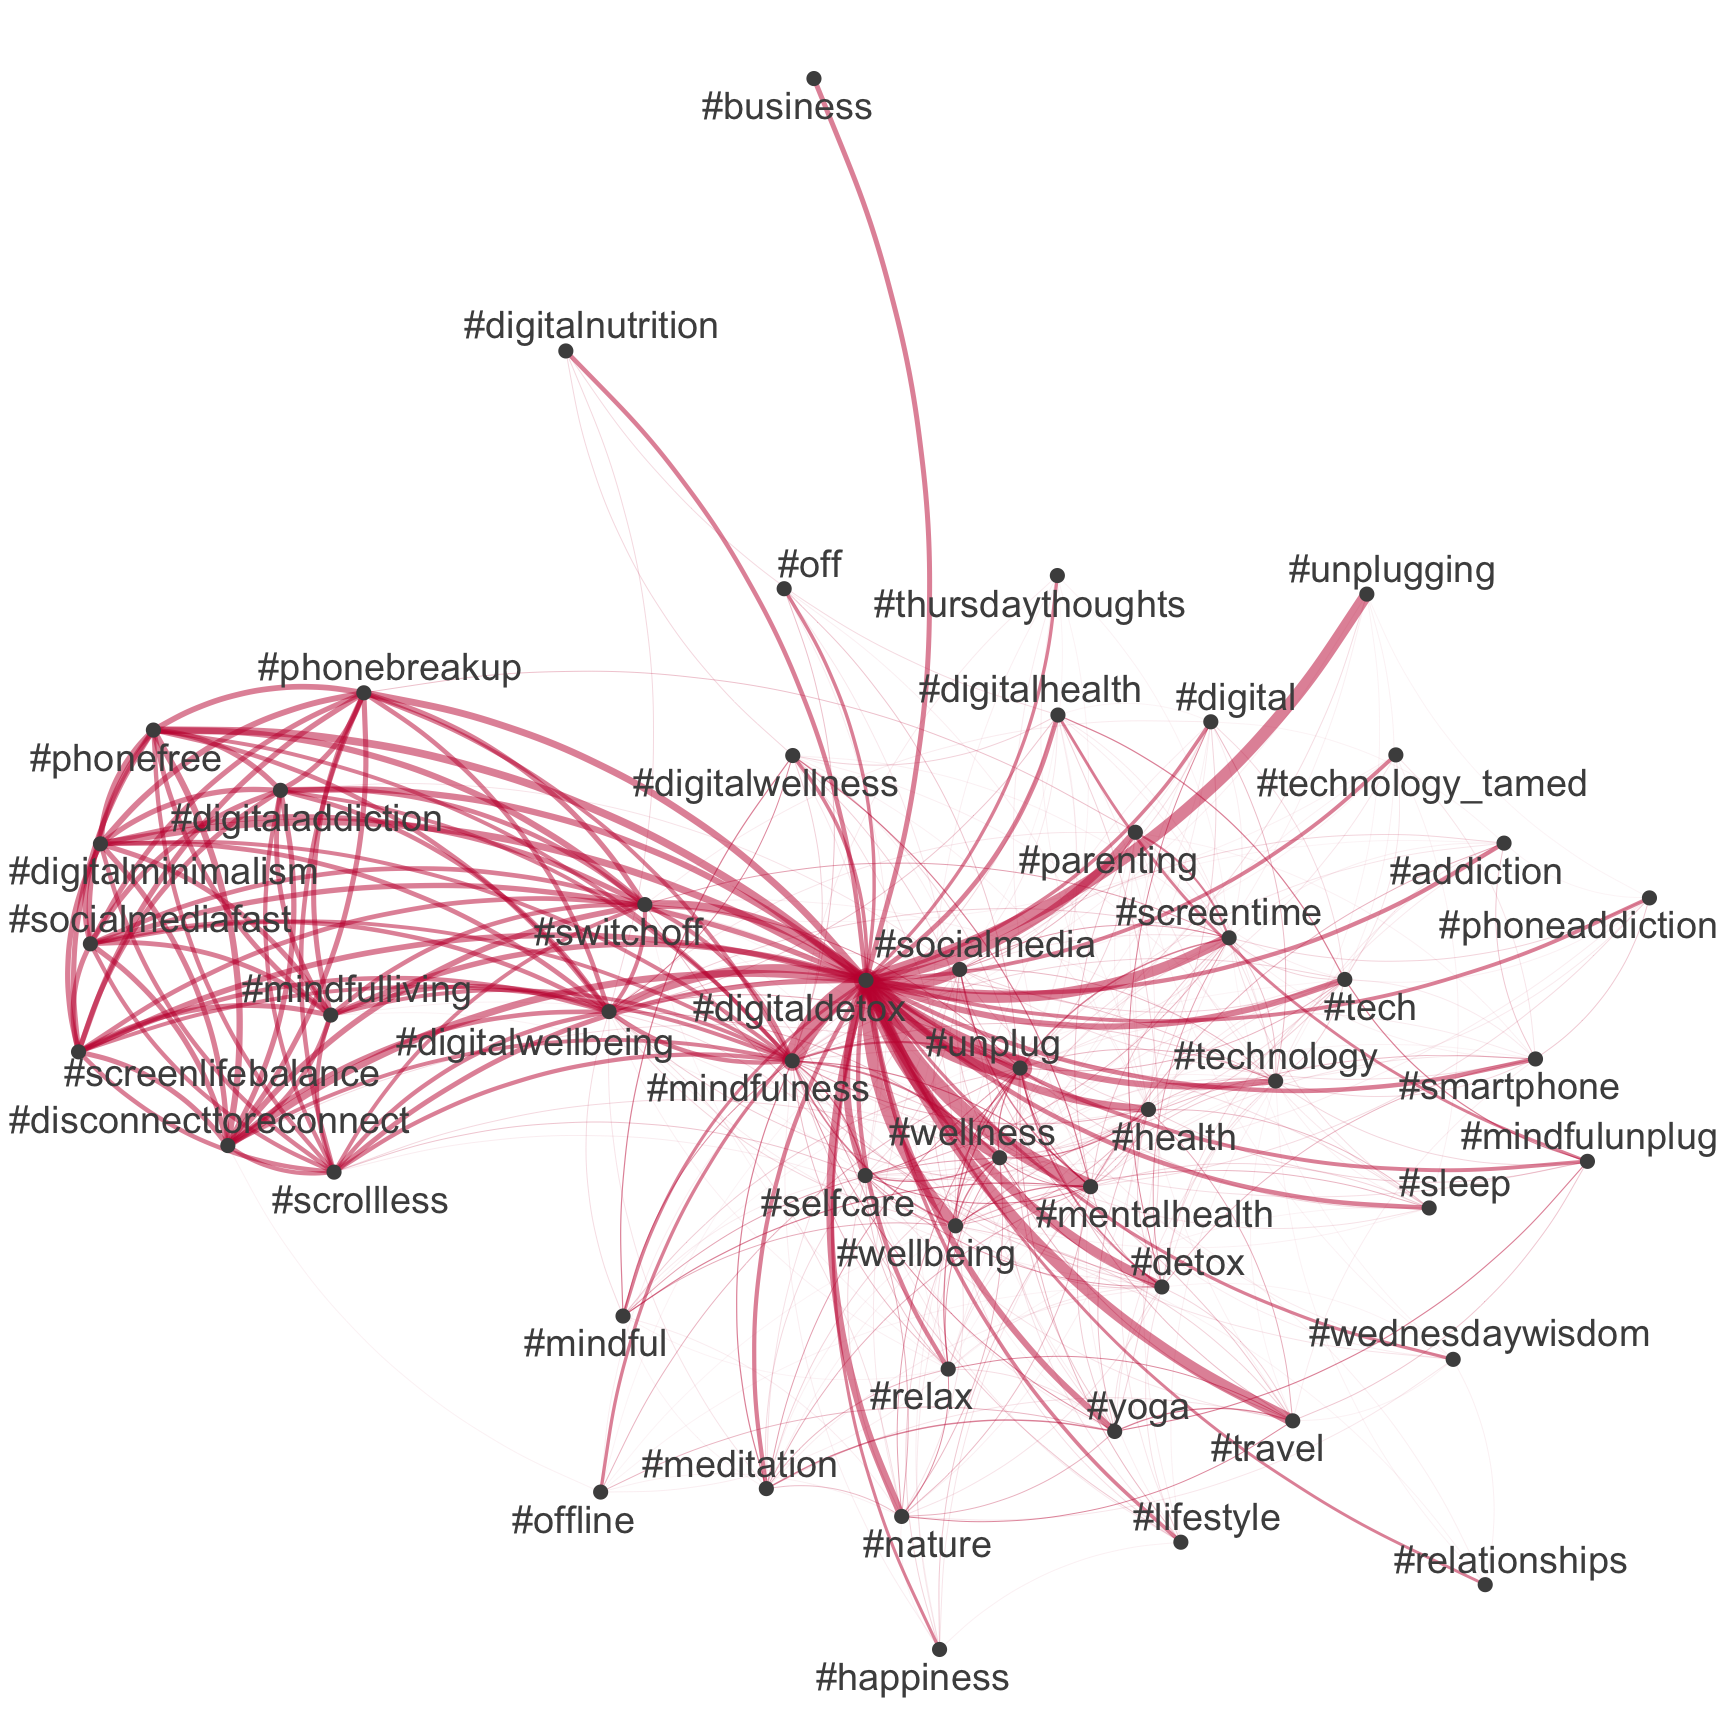 #business
#digitalnutrition
#off
#unplugging
#thursdaythoughts
#phonebreakup
#digitalhealth
#digital
#phonefree
#digitalwellness
#technology_tamed
#digitaladdiction
#parenting
#digitalminimalism
#addiction
#socialmediafast
#switchoff
#socialmedia
#screentime
#phoneaddiction
#mindfulliving
#digitaldetox
#tech
#digitalwellbeing
#unplug
#technology
#screenlifebalance
#mindfulness
#smartphone
#disconnecttoreconnect
#wellness
#health
#mindfulunplug
#scrollless
#selfcare
#sleep
#mentalhealth
#wellbeing
#detox
#mindful
#wednesdaywisdom
#relax
#yoga
#travel
#meditation
#offline
#nature
#lifestyle
#relationships
#happiness